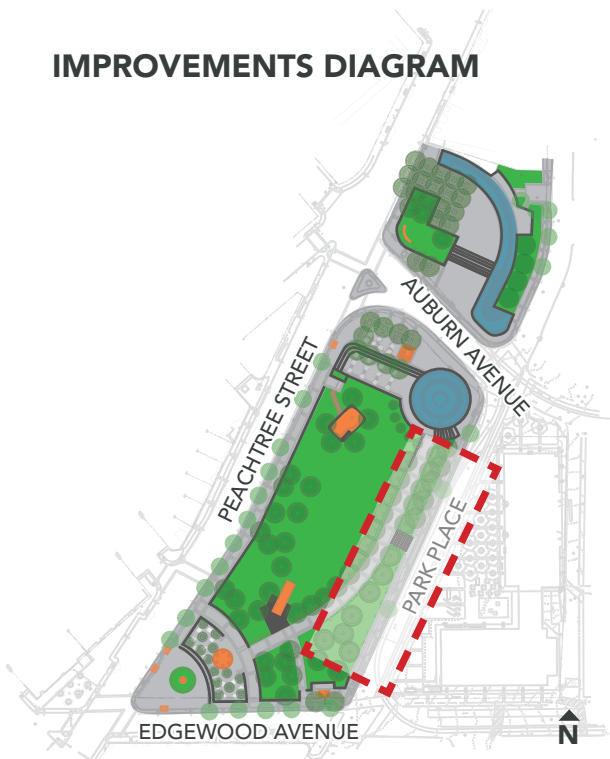 IMPROVEMENTS DIAGRAM
AUBURN AVENUE
PEACHTREE STREET
PARK PLACE
EDGEWOOD AVENUE
N